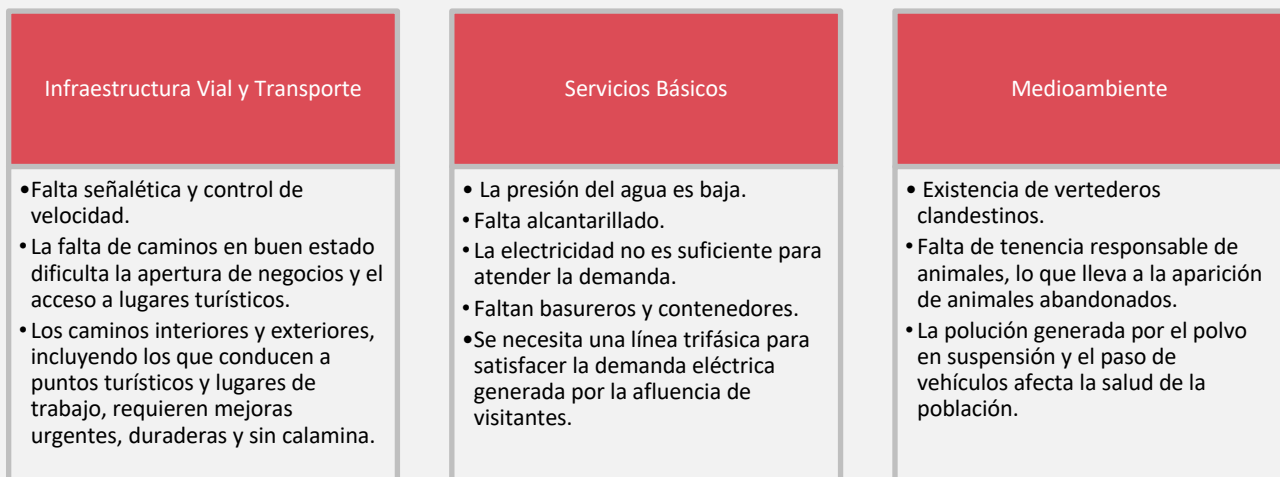 Infraestructura Vial y Transporte
•Falta señalética y control de
velocidad.
• La falta de caminos en buen estado
dificulta la apertura de negocios y el
acceso a lugares turísticos.
• Los caminos interiores y exteriores,
incluyendo los que conducen a
puntos turísticos y lugares de
trabajo, requieren mejoras
urgentes, duraderas y sin calamina.
Servicios Básicos
• La presión del agua es baja.
• Falta alcantarillado.
• La electricidad no es suficiente para
atender la demanda.
• Faltan basureros y contenedores.
•Se necesita una línea trifásica para
satisfacer la demanda eléctrica
generada por la afluencia de
visitantes.
Medioambiente
• Existencia de vertederos
clandestinos.
• Falta de tenencia responsable de
animales, lo que lleva a la aparición
de animales abandonados.
• La polución generada por el polvo
en suspensión y el paso de
vehículos afecta la salud de la
población.